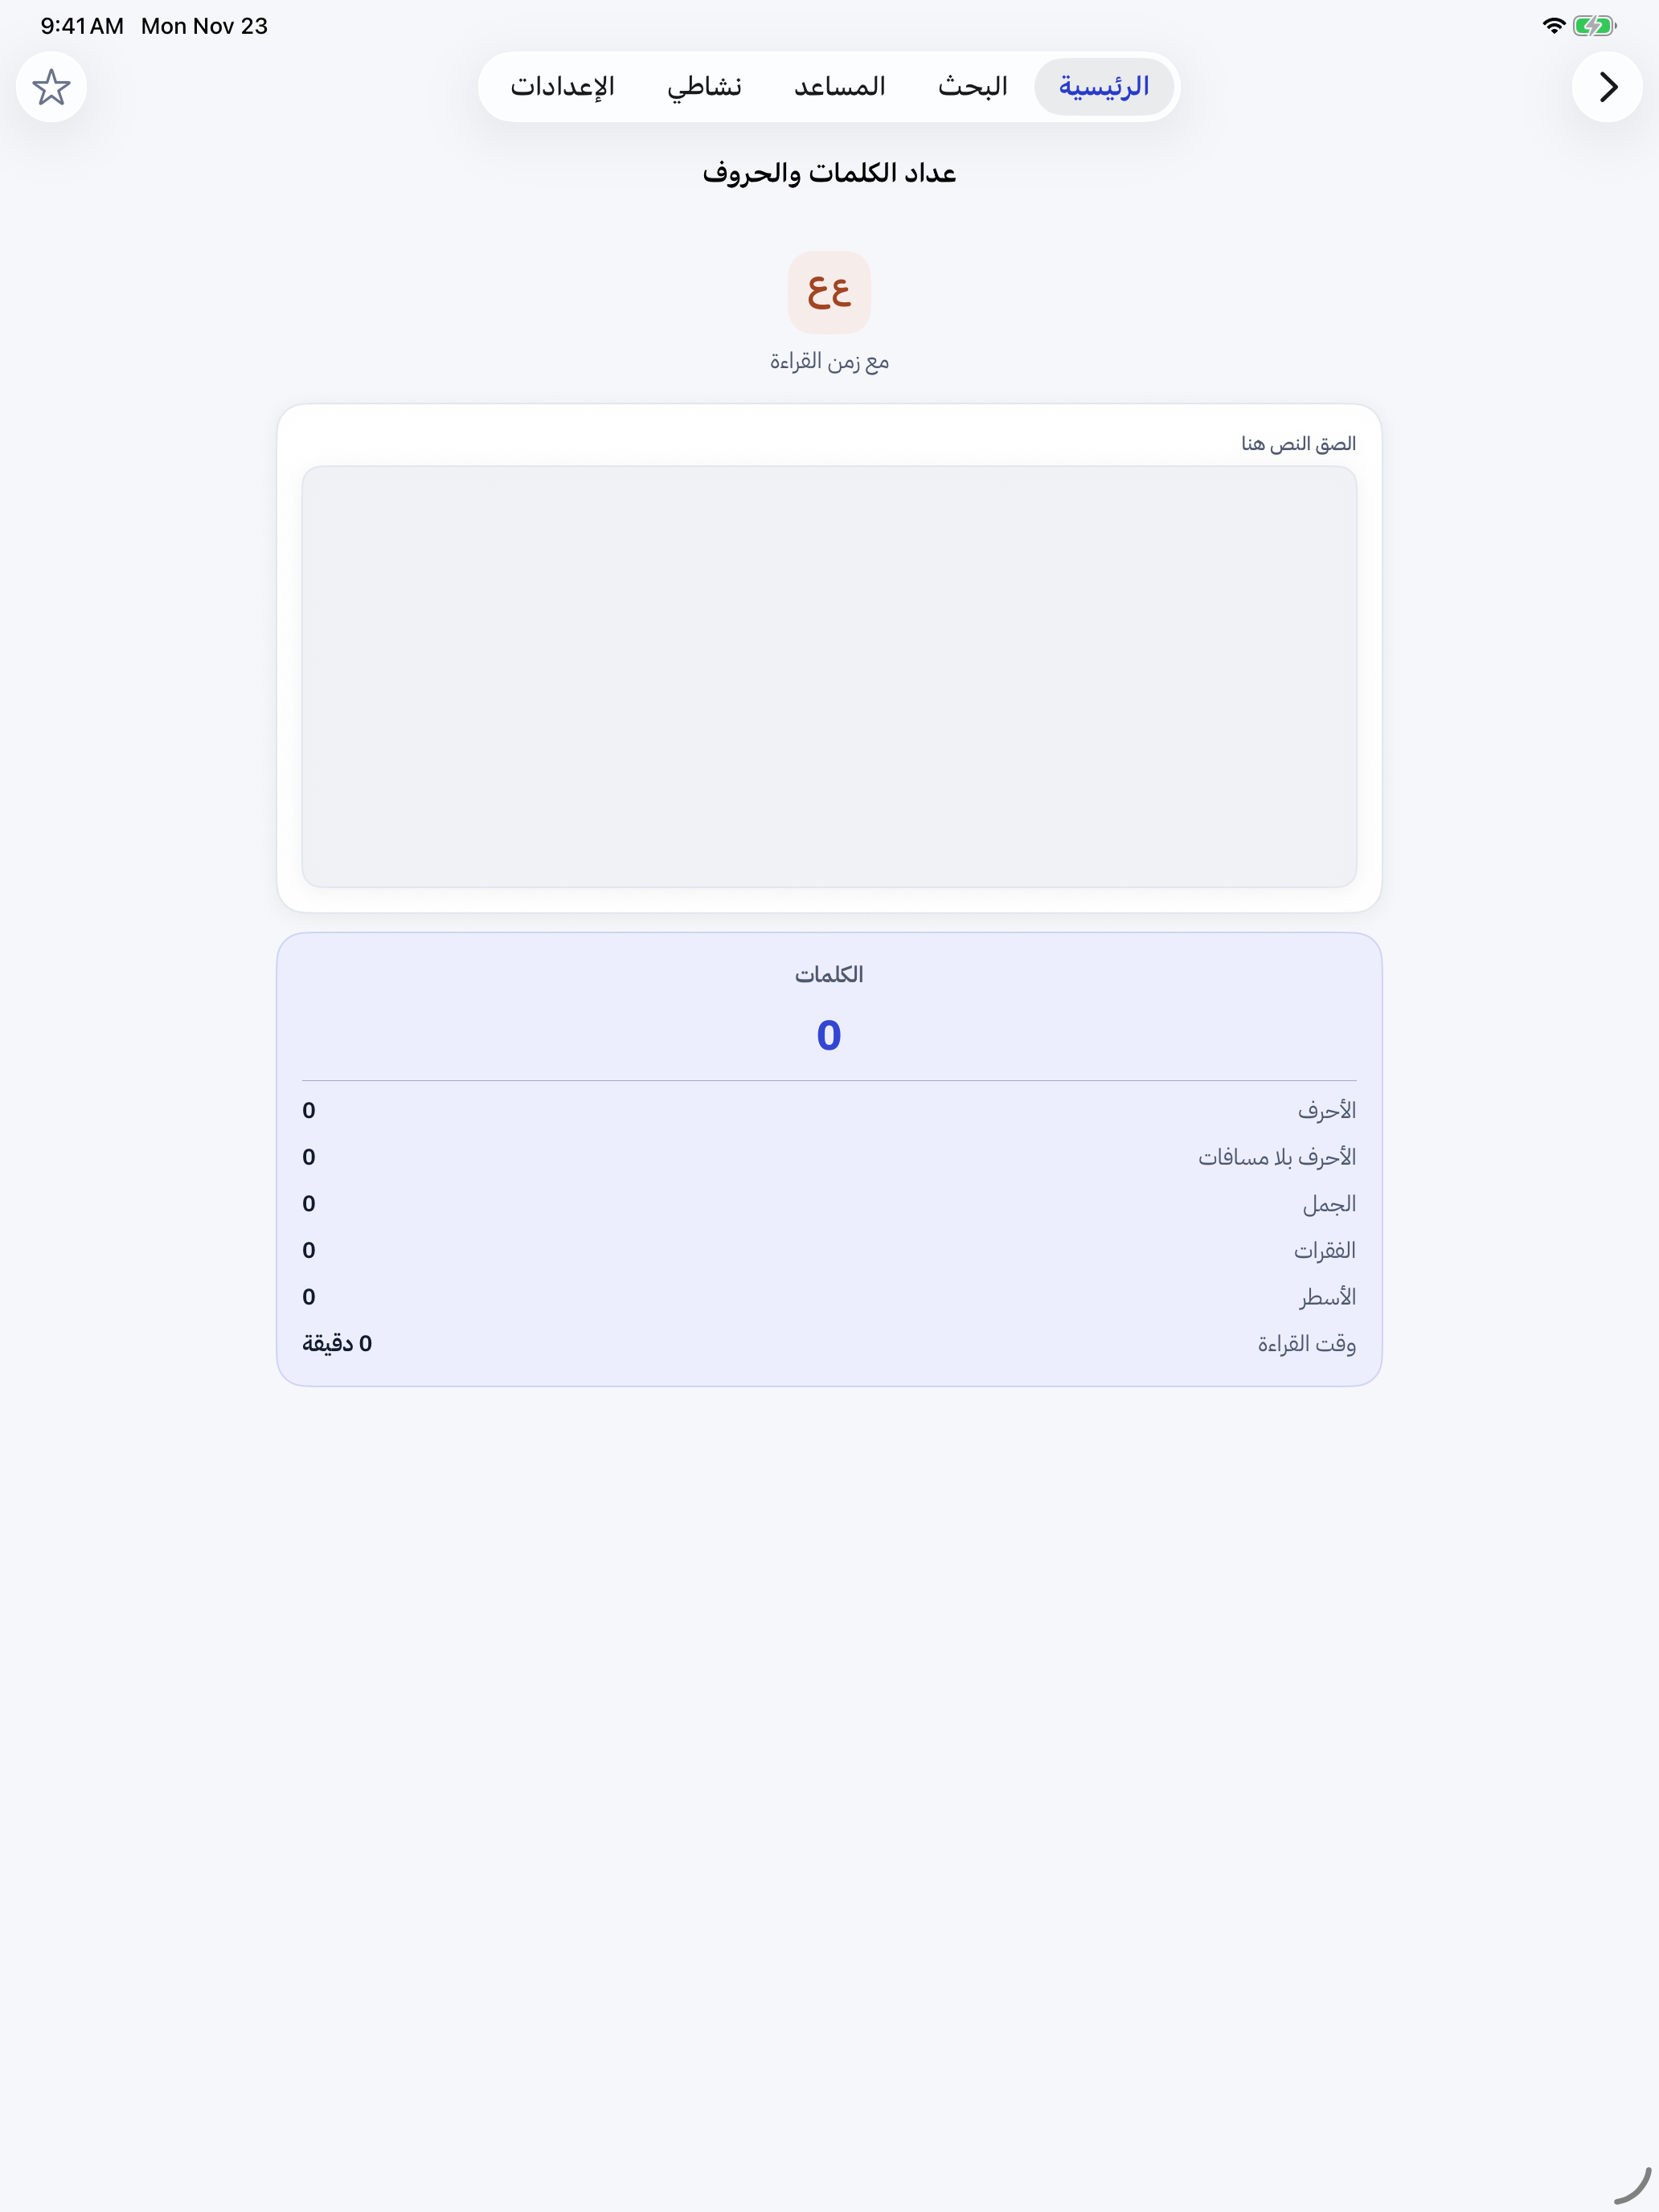 9:41 AM Mon Nov 23
الرئيسية البحث المساعد نشاطي الإعدادات
عداد الكلمات والحروف
عع
مع زمن القراءة
الصق النص هنا
الكلمات
0
الأحرف 0
الأحرف بلا مسافات 0
الجمل 0
الفقرات 0
الأسطر 0
وقت القراءة 0 دقيقة